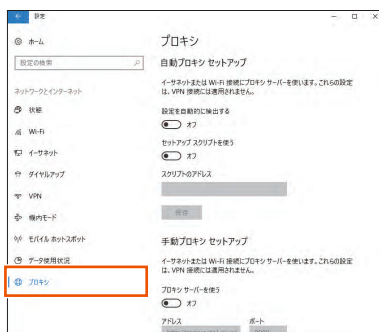 設定
ホーム
設定の検索
ネットワークとインターネット
状態
Wi-Fi
イーサネット
ダイヤルアップ
VPN
機内モード
モバイル ホットスポット
データ使用状況
プロキシ
プロキシ
自動プロキシ セットアップ
イーサネットまたは Wi-Fi 接続にプロキシ サーバーを使います。これらの設定
は、VPN 接続には適用されません。
設定を自動的に検出する
オフ
セットアップ スクリプトを使う
オフ
スクリプトのアドレス
保存
手動プロキシ セットアップ
イーサネットまたは Wi-Fi 接続にプロキシ サーバーを使います。これらの設定
は、VPN 接続には適用されません。
プロキシ サーバーを使う
オフ
アドレス
ポート